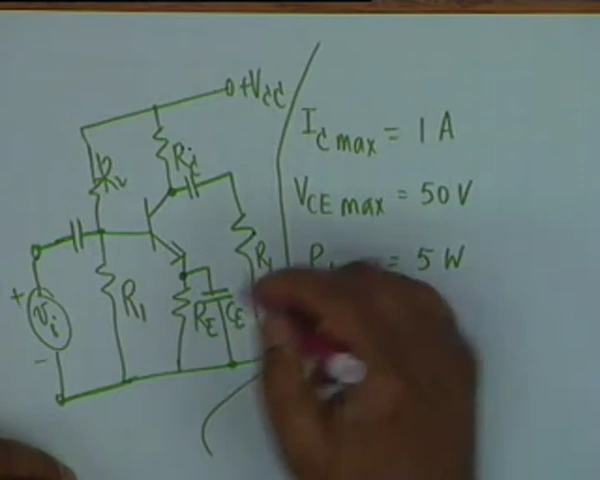 +VCC
IC max = 1 A
R2
RC
VCE max = 50 V
RL
= 5 W
R1
RE
CE
+
vi
-